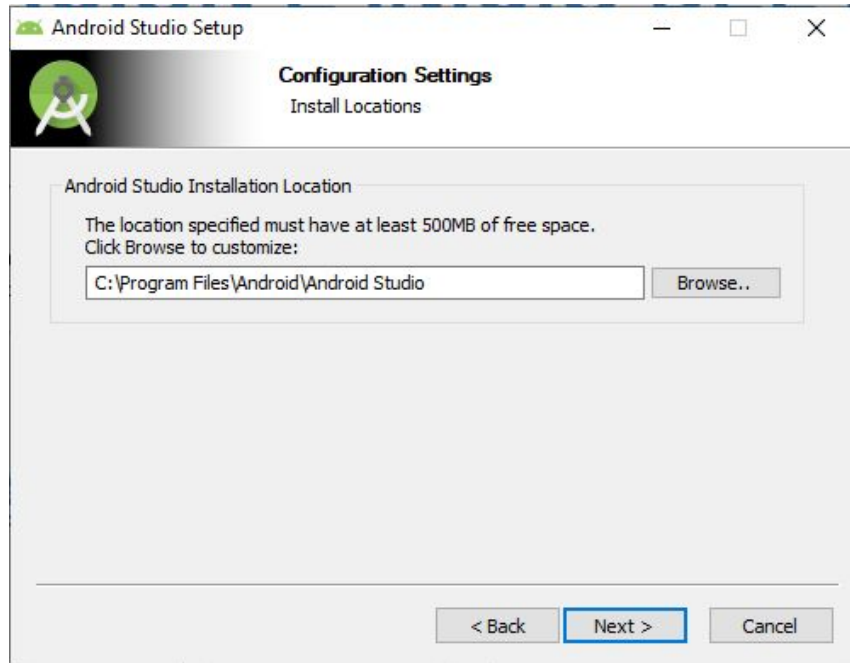 Android Studio Setup
Configuration Settings
Install Locations
Android Studio Installation Location
The location specified must have at least 500MB of free space.
Click Browse to customize:
C:\Program Files\Android\Android Studio
Browse..
< Back
Next >
Cancel